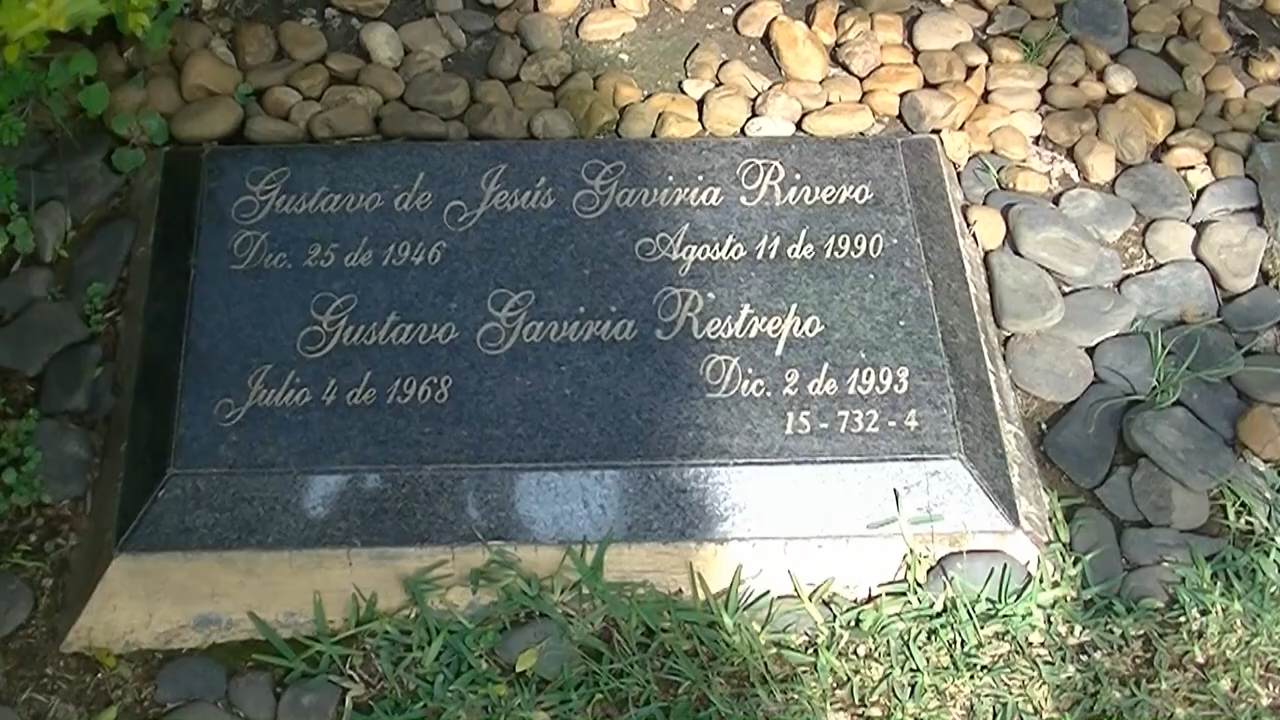 Gustavo de Jesús Gaviria Rivero
Dic. 25 de 1946 Agosto 11 de 1990
Gustavo Gaviria Restrepo
Julio 4 de 1968 Dic. 2 de 1993
15 - 732 - 4